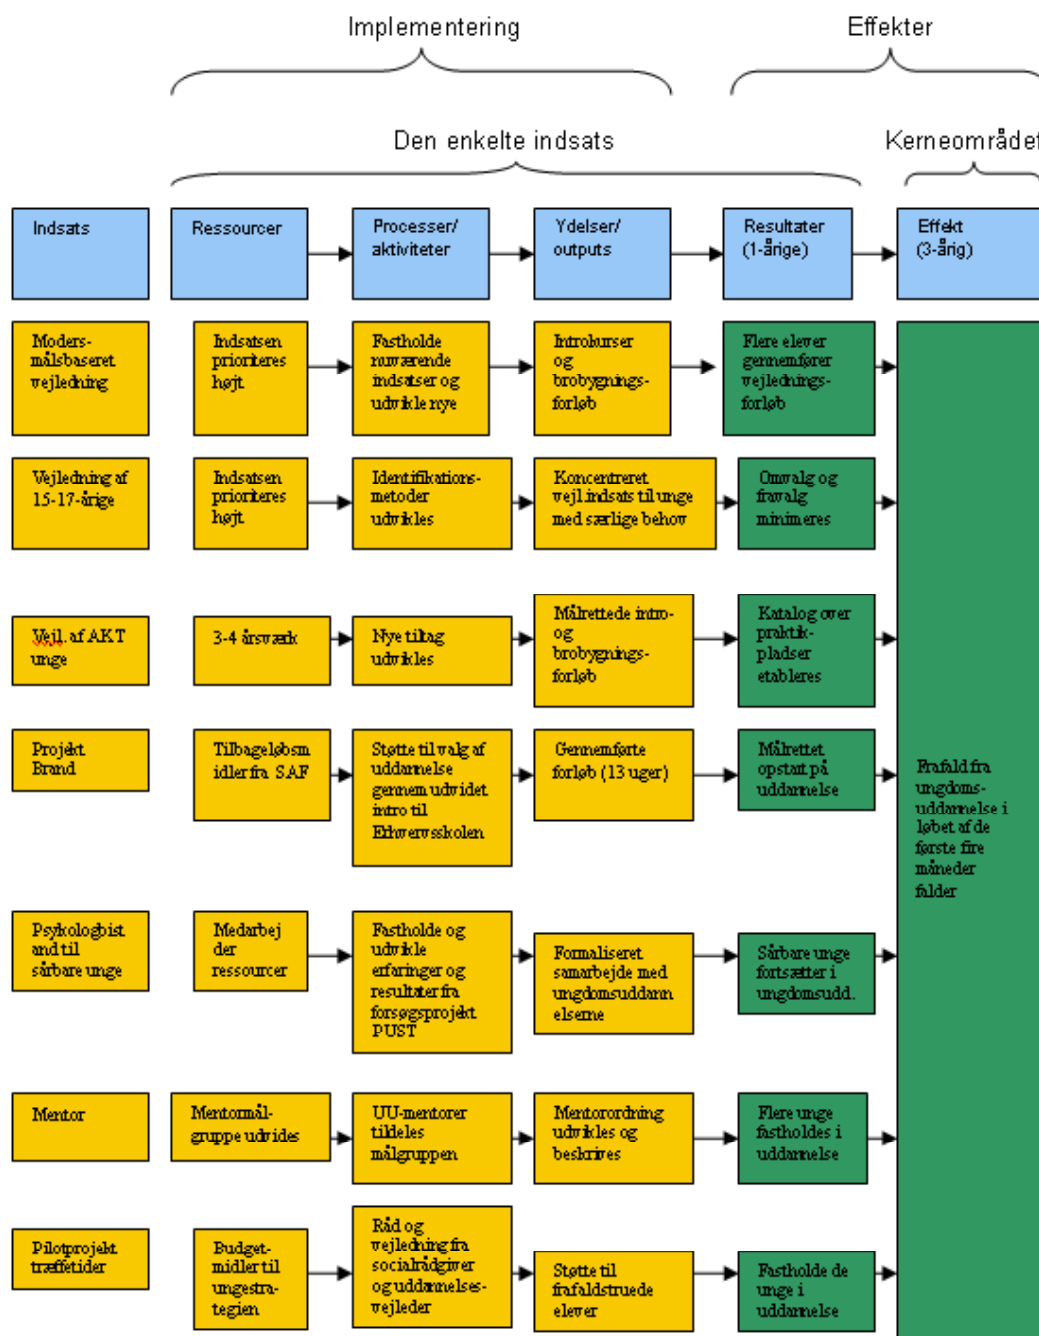 Implementering
Effekter
Den enkelte indsats
Kerneområdet
Indsats
Ressourcer
Processer/
aktiviteter
Ydelser/
outputs
Resultater
(1-årige)
Effekt
(3-årig)
Moders-
målsbaseret
vejledning
Indsatsen
prioriteres
højt
Fastholde
nuværende
indsatser og
udvikle nye
Introkurser
og
brobygnings-
forløb
Flere elever
gennemfører
vejlednings-
forløb
Vejledning af
15-17-årige
Indsatsen
prioriteres
højt
Identifikations-
metoder
udvikles
Koncentreret
vejl.indsats til unge
med særlige behov
Omvalg og
fravalg
minimeres
Vejl. af AKT
unge
3-4 årsværk
Nye tiltag
udvikles
Målrettede intro-
og
brobygnings-
forløb
Katalog over
praktik-
pladser
etableres
Projekt
Brand
Tilbageløbsm
idler fra SAF
Støtte til valg af
uddannelse
gennem udvidet
intro til
Erhvervsskolen
Gennemførte
forløb (13 uger)
Målrettet
opstart på
uddannelse
Frafald fra
ungdoms-
uddannelse i
løbet af de
første fire
måneder
falder
Psykologbist
and til
sårbare unge
Medarbej
der
ressourcer
Fastholde og
udvikle
erfaringer og
resultater fra
forsøgsprojekt
PUST
Formaliseret
samarbejde med
ungdomsuddann
elserne
Sårbare unge
fortsætter i
ungdomsudd.
Mentor
Mentormål-
gruppe udvides
UU-mentorer
tildeles
målgruppen
Mentorordning
udvikles og
beskrives
Flere unge
fastholdes i
uddannelse
Pilotprojekt
træffetider
Budget-
midler til
ungestra-
tegien
Råd og
vejledning fra
socialrådgiver
og uddannelses-
vejleder
Støtte til
frafaldstruede
elever
Fastholde de
unge i
uddannelse